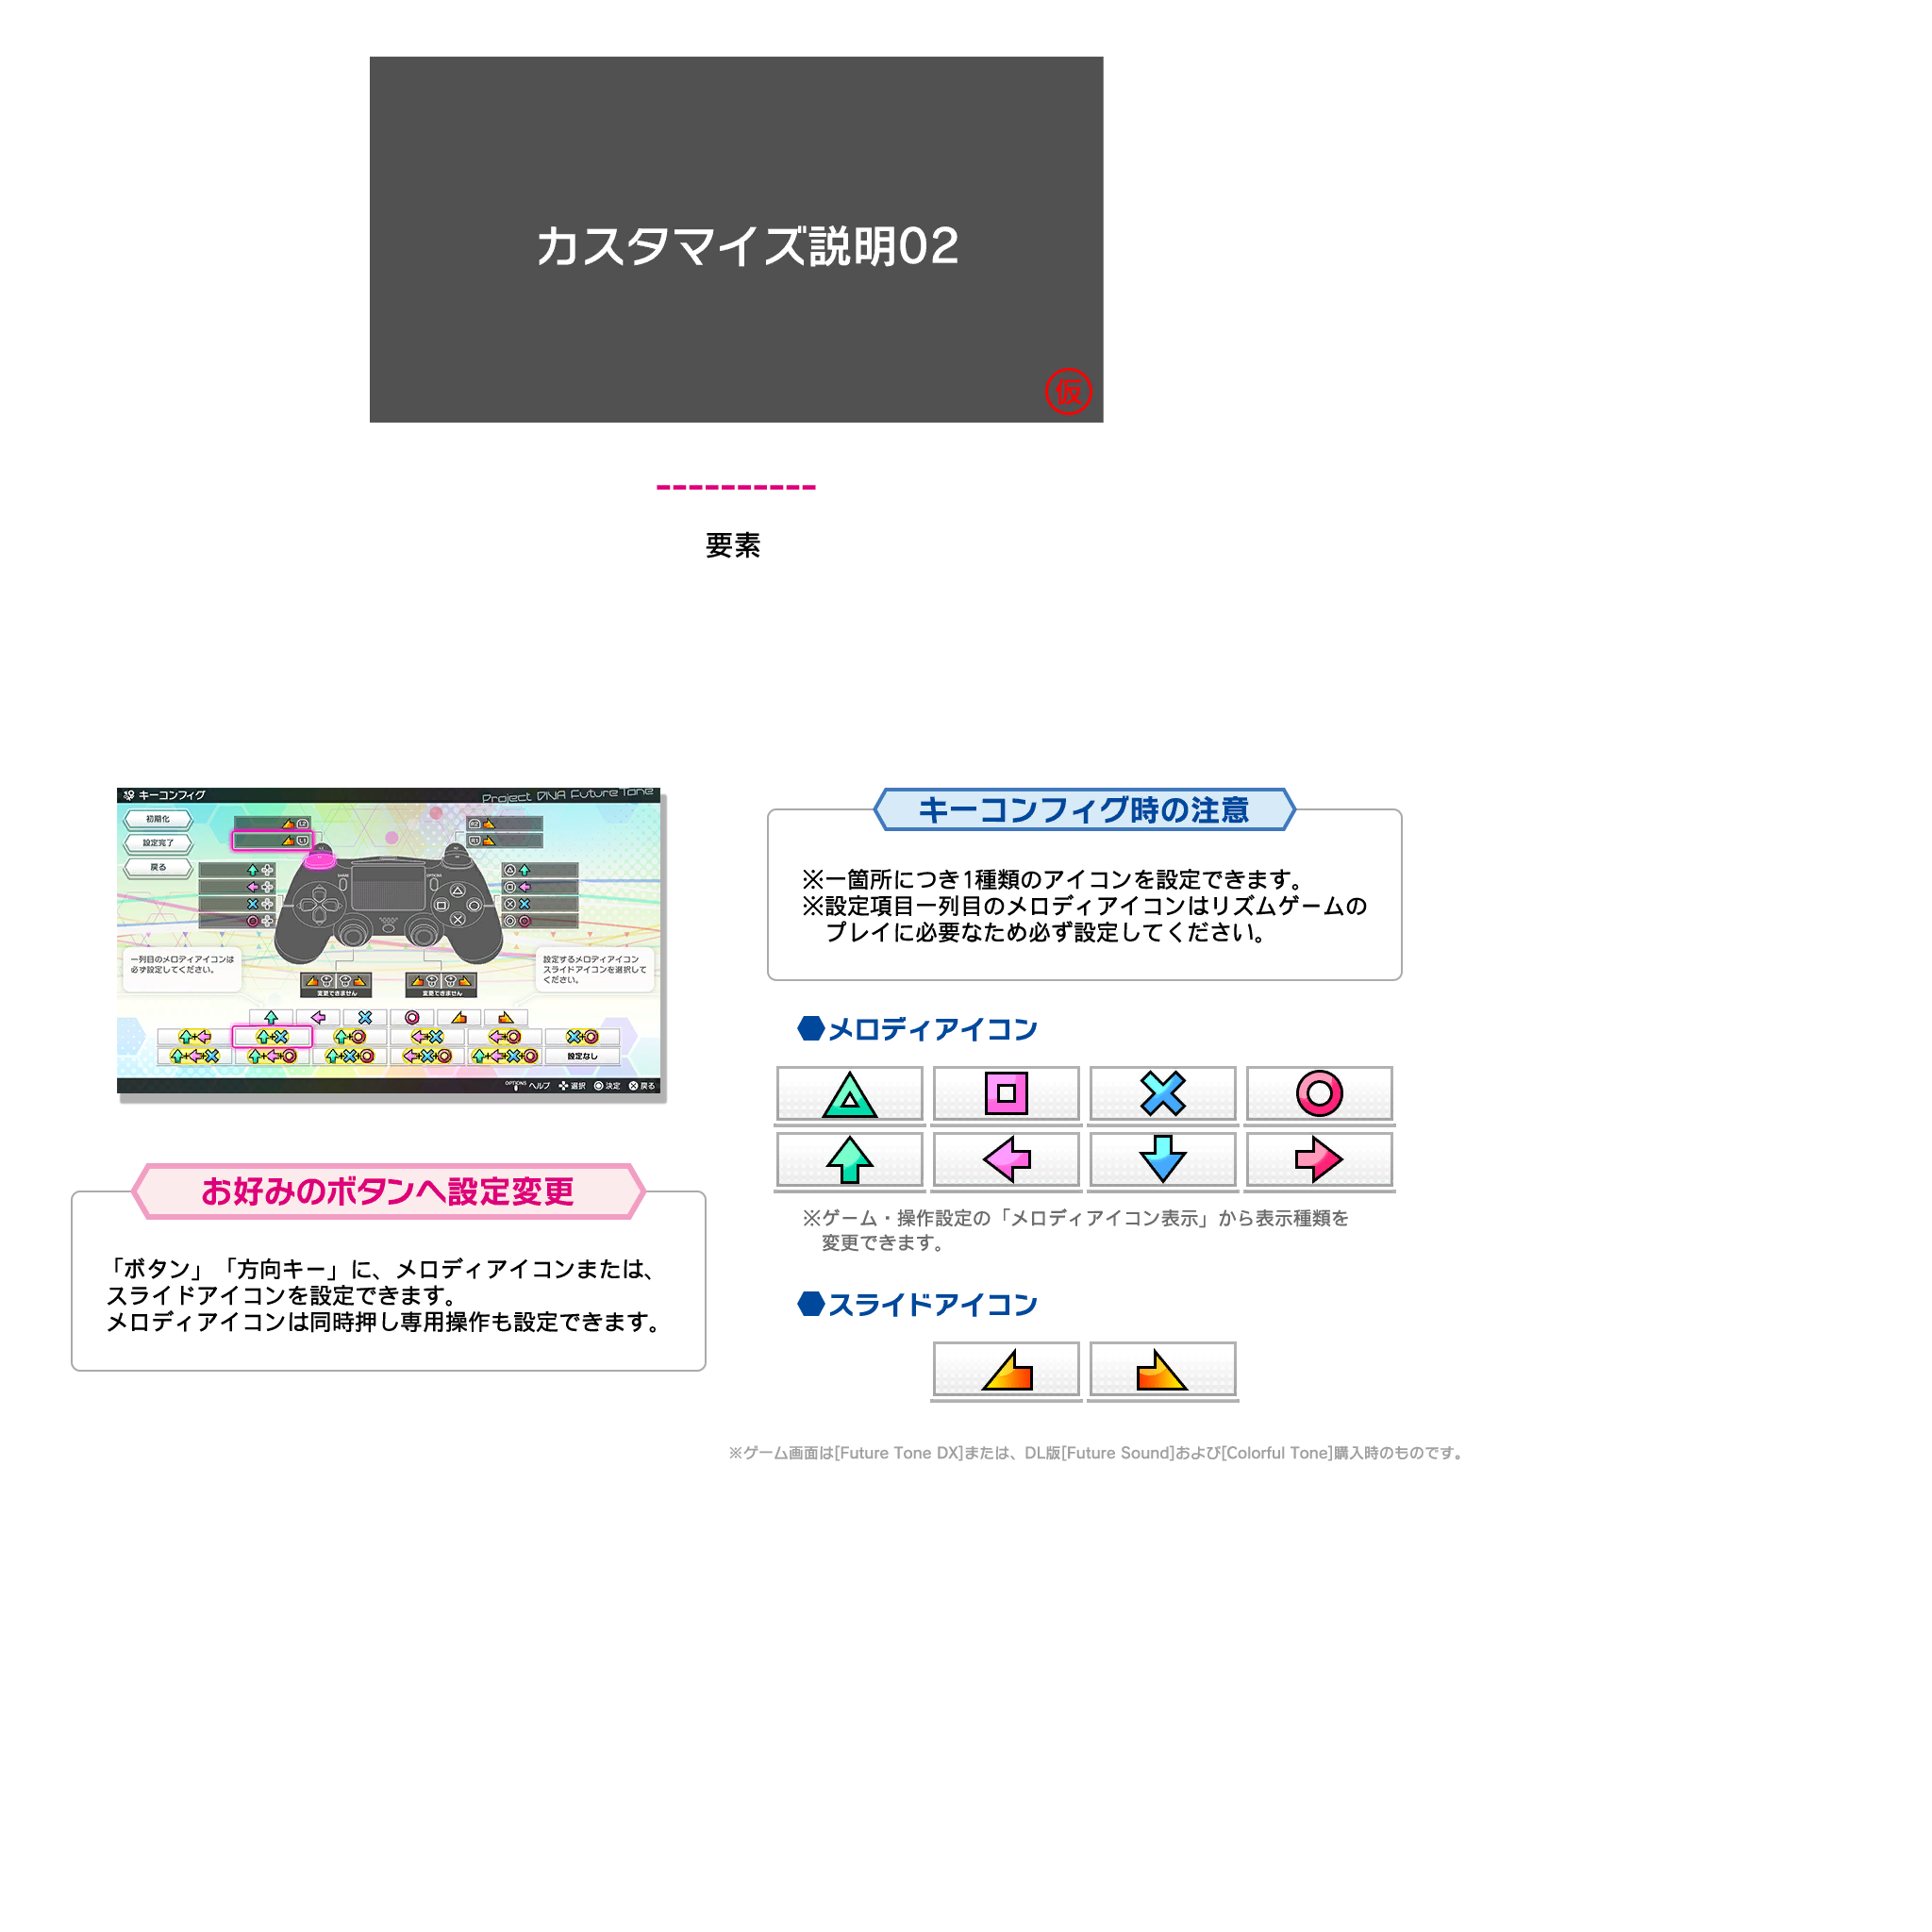 カスタマイズ説明02
仮
要素
キーコンフィグ
Project DIVA Future Tone
初期化
設定完了
戻る
L2
L1
R2
R1
SHARE
OPTIONS
一列目のメロディアイコンは
必ず設定してください。
設定するメロディアイコン
スライドアイコンを選択して
ください。
変更できません
変更できません
設定なし
OPTIONS ヘルプ 選択 決定 戻る
お好みのボタンへ設定変更
「ボタン」「方向キー」に、メロディアイコンまたは、
スライドアイコンを設定できます。
メロディアイコンは同時押し専用操作も設定できます。
キーコンフィグ時の注意
※一箇所につき1種類のアイコンを設定できます。
※設定項目一列目のメロディアイコンはリズムゲームの
プレイに必要なため必ず設定してください。
メロディアイコン
※ゲーム・操作設定の「メロディアイコン表示」から表示種類を
変更できます。
スライドアイコン
※ゲーム画面は[Future Tone DX]または、DL版[Future Sound]および[Colorful Tone]購入時のものです。